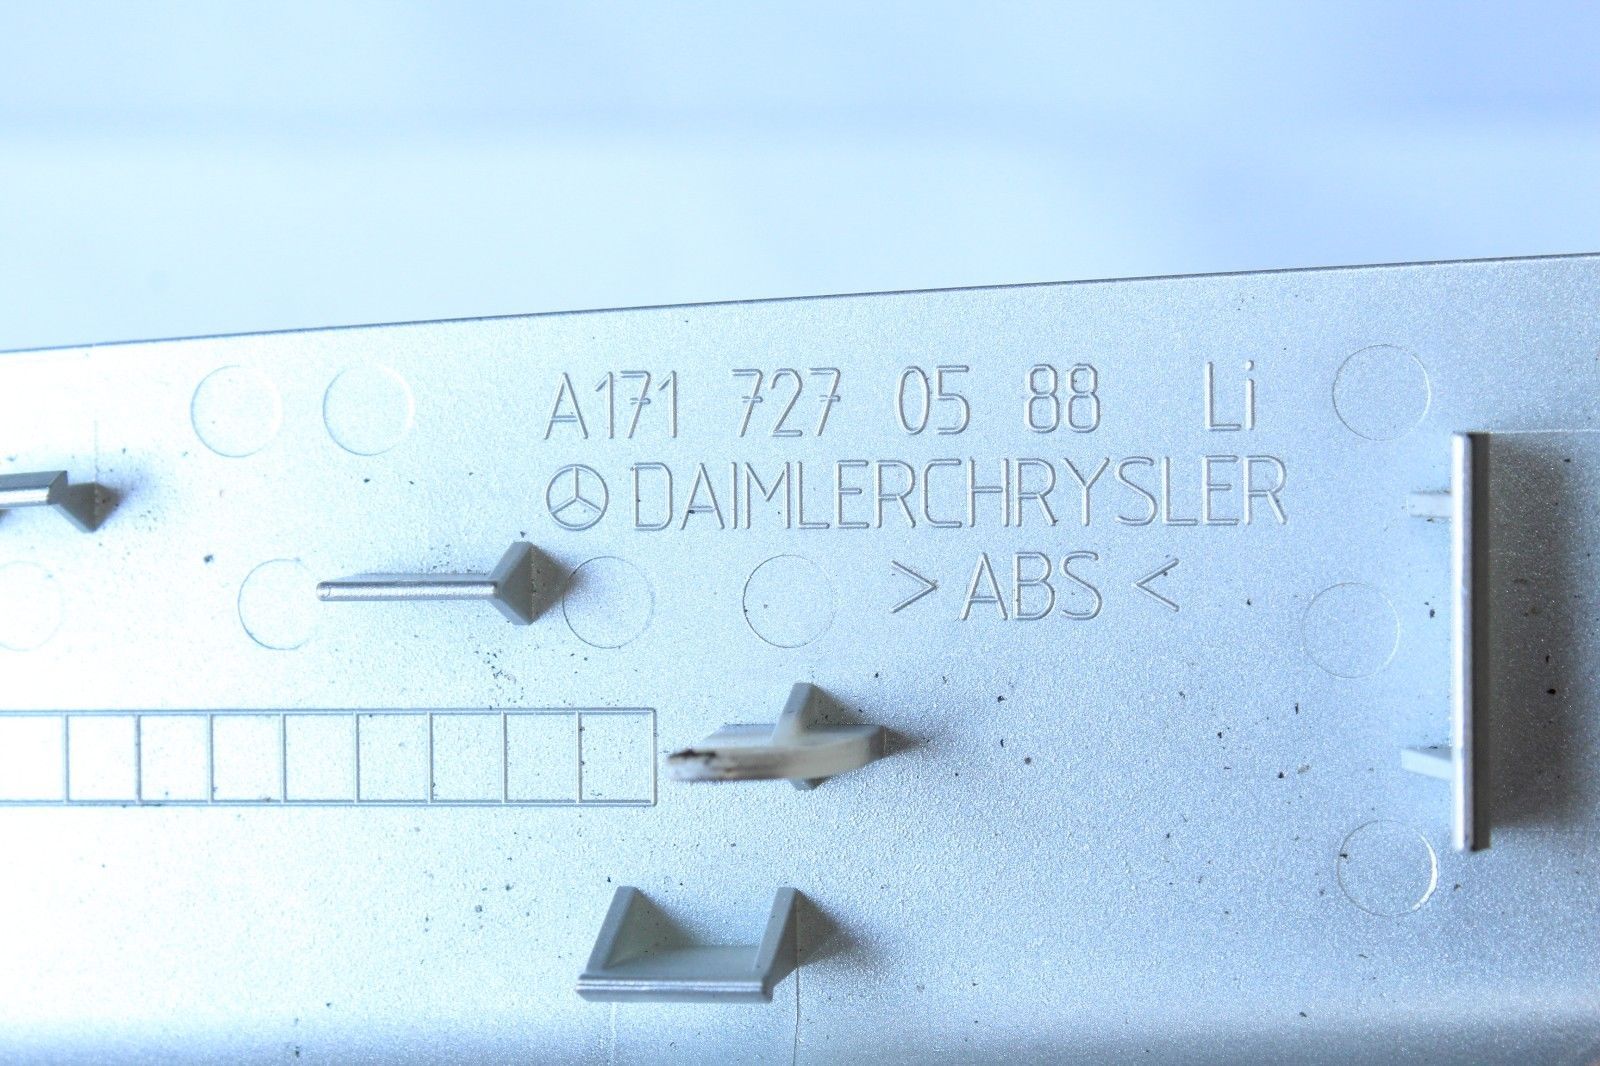 A171 727 05 88 Li
DAIMLERCHRYSLER
>ABS<